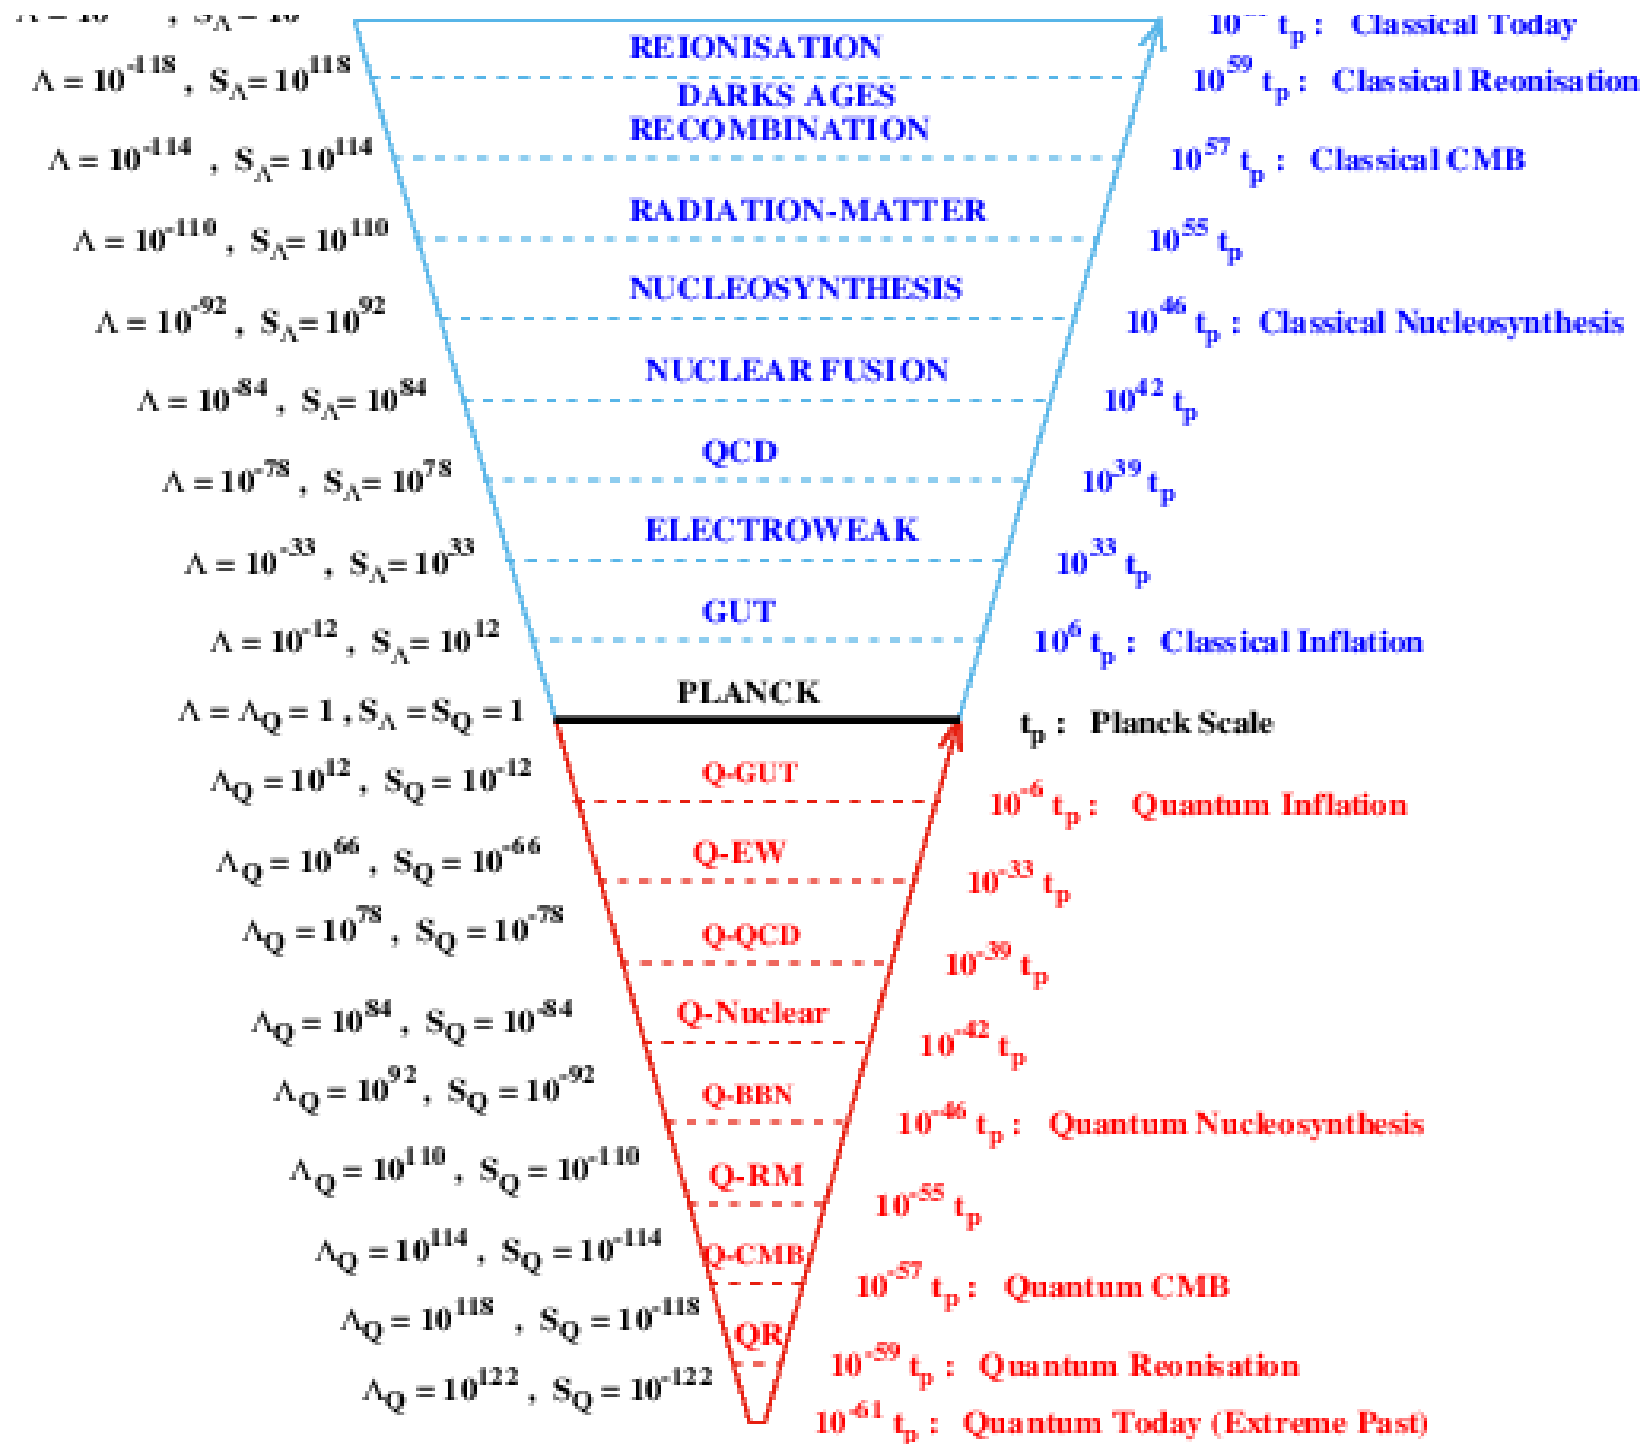 t_p : Classical Today
REIONISATION
Λ = 10^-118 , S_Λ = 10^118
10^59 t_p : Classical Reonisation
DARKS AGES
RECOMBINATION
Λ = 10^-114 , S_Λ = 10^114
10^57 t_p : Classical CMB
RADIATION-MATTER
Λ = 10^-110 , S_Λ = 10^110
10^55 t_p
NUCLEOSYNTHESIS
Λ = 10^-92 , S_Λ = 10^92
10^46 t_p : Classical Nucleosynthesis
NUCLEAR FUSION
Λ = 10^-84 , S_Λ = 10^84
10^42 t_p
QCD
Λ = 10^-78 , S_Λ = 10^78
10^39 t_p
ELECTROWEAK
Λ = 10^-33 , S_Λ = 10^33
10^33 t_p
GUT
Λ = 10^-12 , S_Λ = 10^12
10^6 t_p : Classical Inflation
PLANCK
Λ = Λ_Q = 1 , S_Λ = S_Q = 1
t_p : Planck Scale
Q-GUT
Λ_Q = 10^12 , S_Q = 10^-12
10^-6 t_p : Quantum Inflation
Q-EW
Λ_Q = 10^66 , S_Q = 10^-66
10^-33 t_p
Q-QCD
Λ_Q = 10^78 , S_Q = 10^-78
10^-39 t_p
Q-Nuclear
Λ_Q = 10^84 , S_Q = 10^-84
10^-42 t_p
Q-BBN
Λ_Q = 10^92 , S_Q = 10^-92
10^-46 t_p : Quantum Nucleosynthesis
Q-RM
Λ_Q = 10^110 , S_Q = 10^-110
10^-55 t_p
Q-CMB
Λ_Q = 10^114 , S_Q = 10^-114
10^-57 t_p : Quantum CMB
QR
Λ_Q = 10^118 , S_Q = 10^-118
10^-59 t_p : Quantum Reonisation
Λ_Q = 10^122 , S_Q = 10^-122
10^-61 t_p : Quantum Today (Extreme Past)